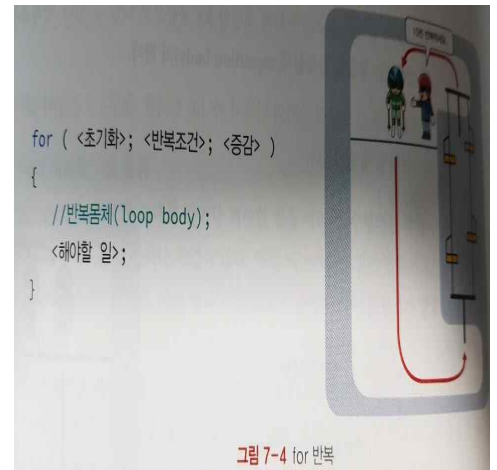 for ( <초기화>; <반복조건>; <증감> )
{
//반복몸체(loop body);
<해야할 일>;
}
그림 7-4 for 반복